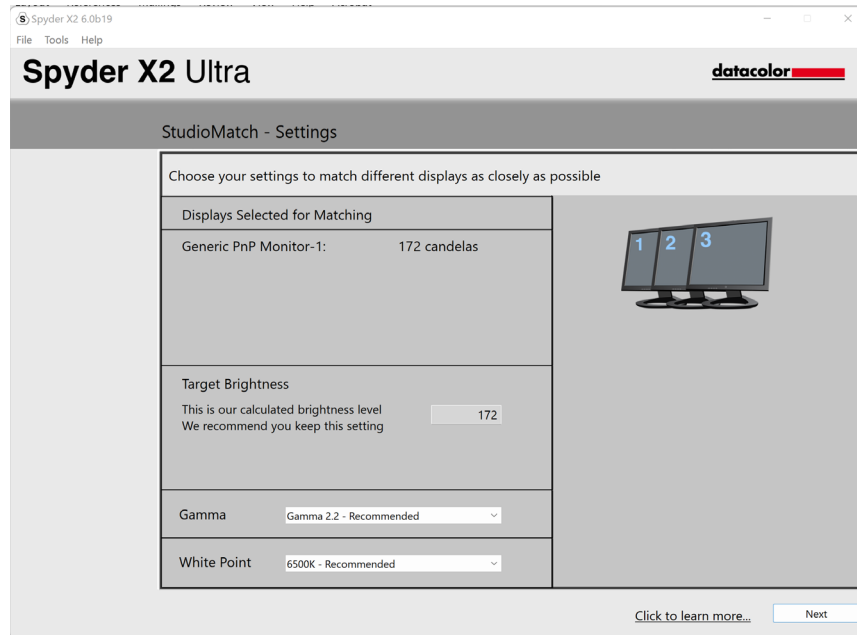 Spyder X2 6.0b19
File Tools Help
Spyder X2 Ultra
datacolor
StudioMatch - Settings
Choose your settings to match different displays as closely as possible
Displays Selected for Matching
Generic PnP Monitor-1: 172 candelas
1 2 3
Target Brightness
This is our calculated brightness level
We recommend you keep this setting
172
Gamma
Gamma 2.2 - Recommended
White Point
6500K - Recommended
Click to learn more...
Next